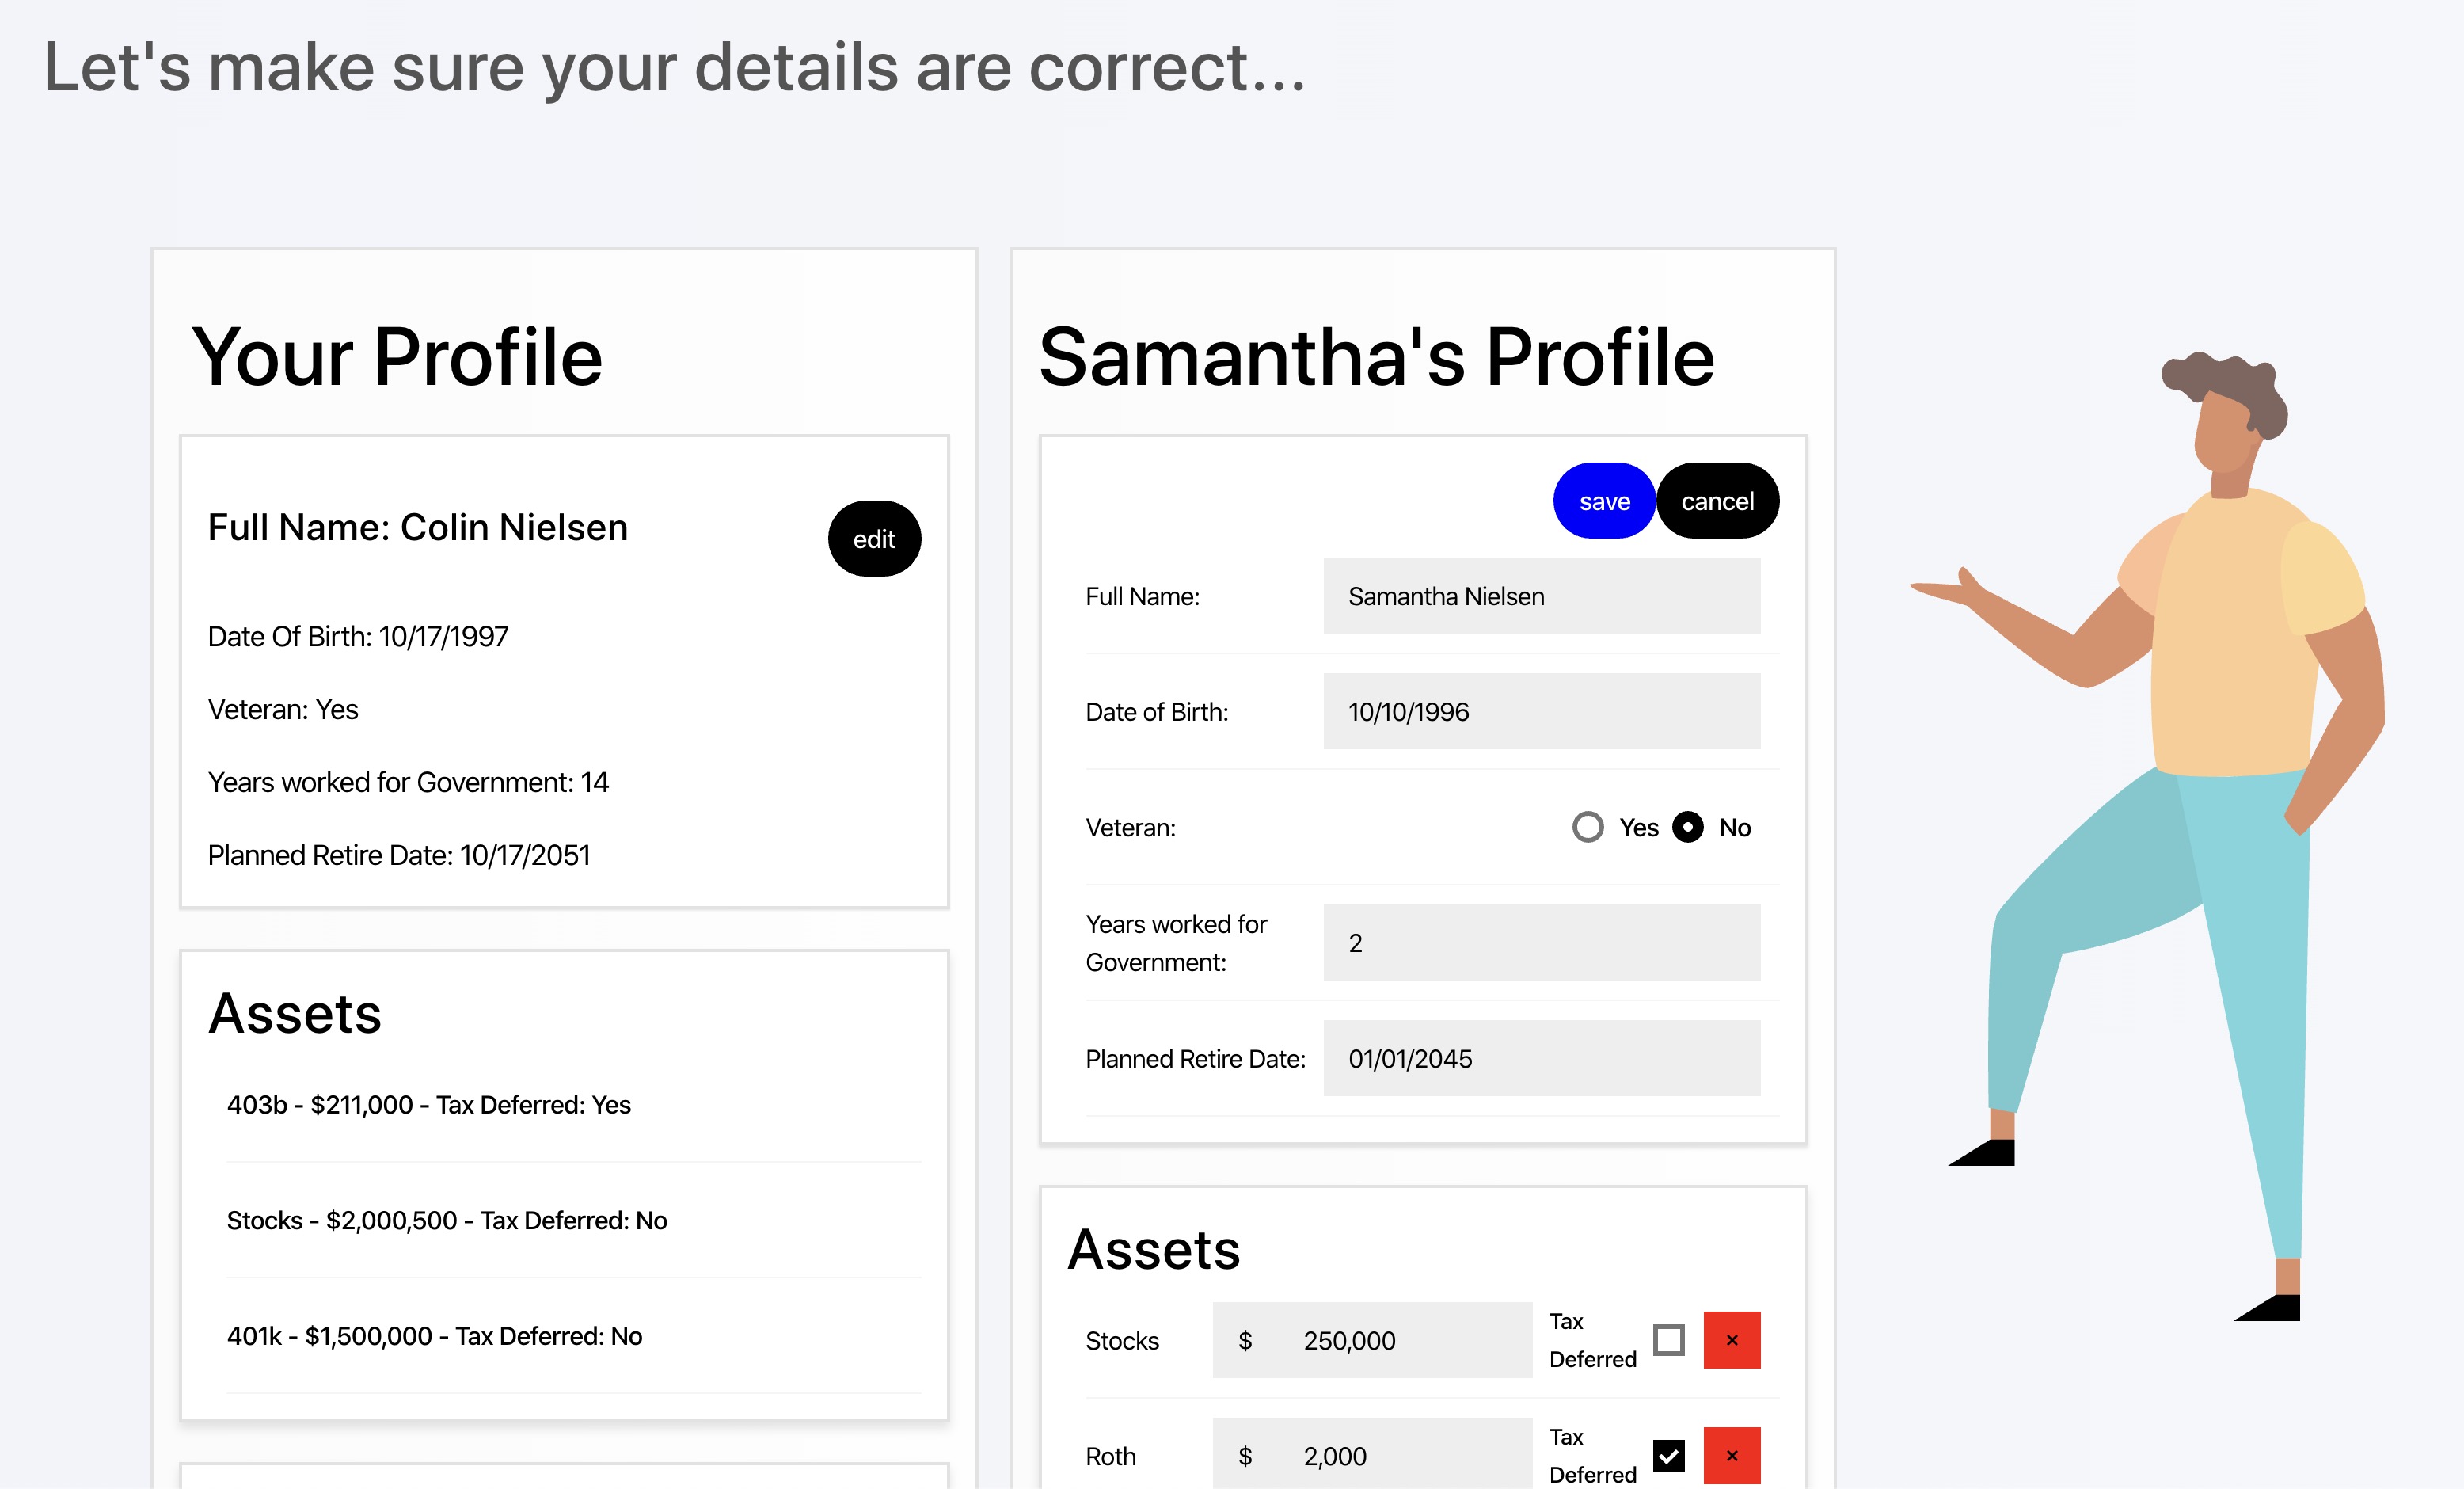 Let's make sure your details are correct...
Your Profile
Full Name: Colin Nielsen
edit
Date Of Birth: 10/17/1997
Veteran: Yes
Years worked for Government: 14
Planned Retire Date: 10/17/2051
Assets
403b - $211,000 - Tax Deferred: Yes
Stocks - $2,000,500 - Tax Deferred: No
401k - $1,500,000 - Tax Deferred: No
Samantha's Profile
save cancel
Full Name: Samantha Nielsen
Date of Birth: 10/10/1996
Veteran: Yes No
Years worked for
Government:
2
Planned Retire Date: 01/01/2045
Assets
Stocks $ 250,000
Tax
Deferred
×
Roth $ 2,000
Tax
Deferred
×